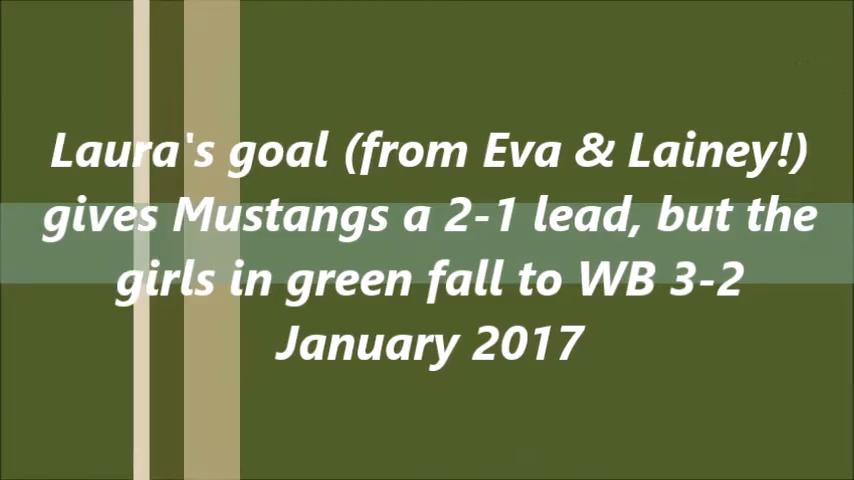 Laura's goal (from Eva & Lainey!)
gives Mustangs a 2-1 lead, but the
girls in green fall to WB 3-2
January 2017